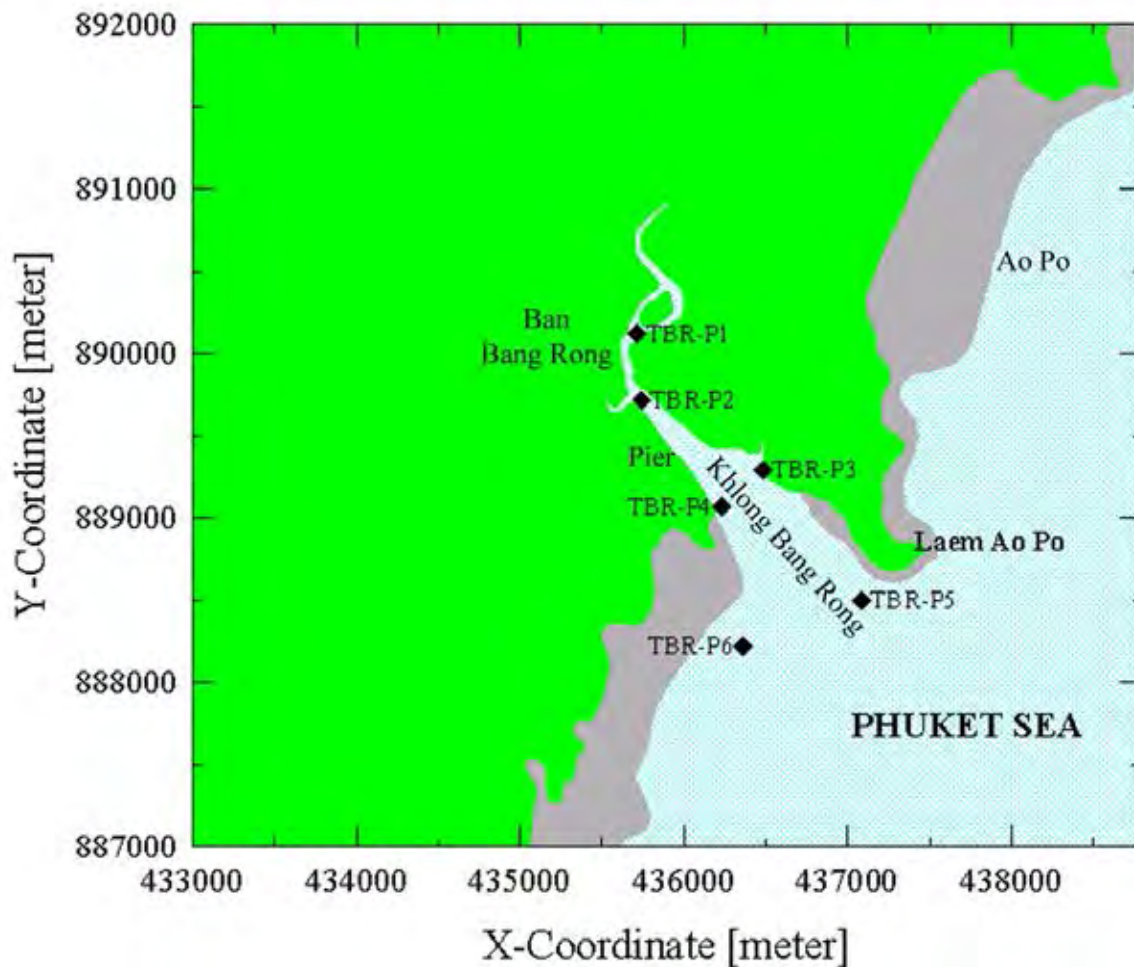 892000
891000
890000
889000
888000
887000
Y-Coordinate [meter]
433000 434000 435000 436000 437000 438000
X-Coordinate [meter]
Ao Po
Ban
Bang Rong
TBR-P1
TBR-P2
Pier
TBR-P3
TBR-P4
Khlong Bang Rong
Laem Ao Po
TBR-P5
TBR-P6
PHUKET SEA